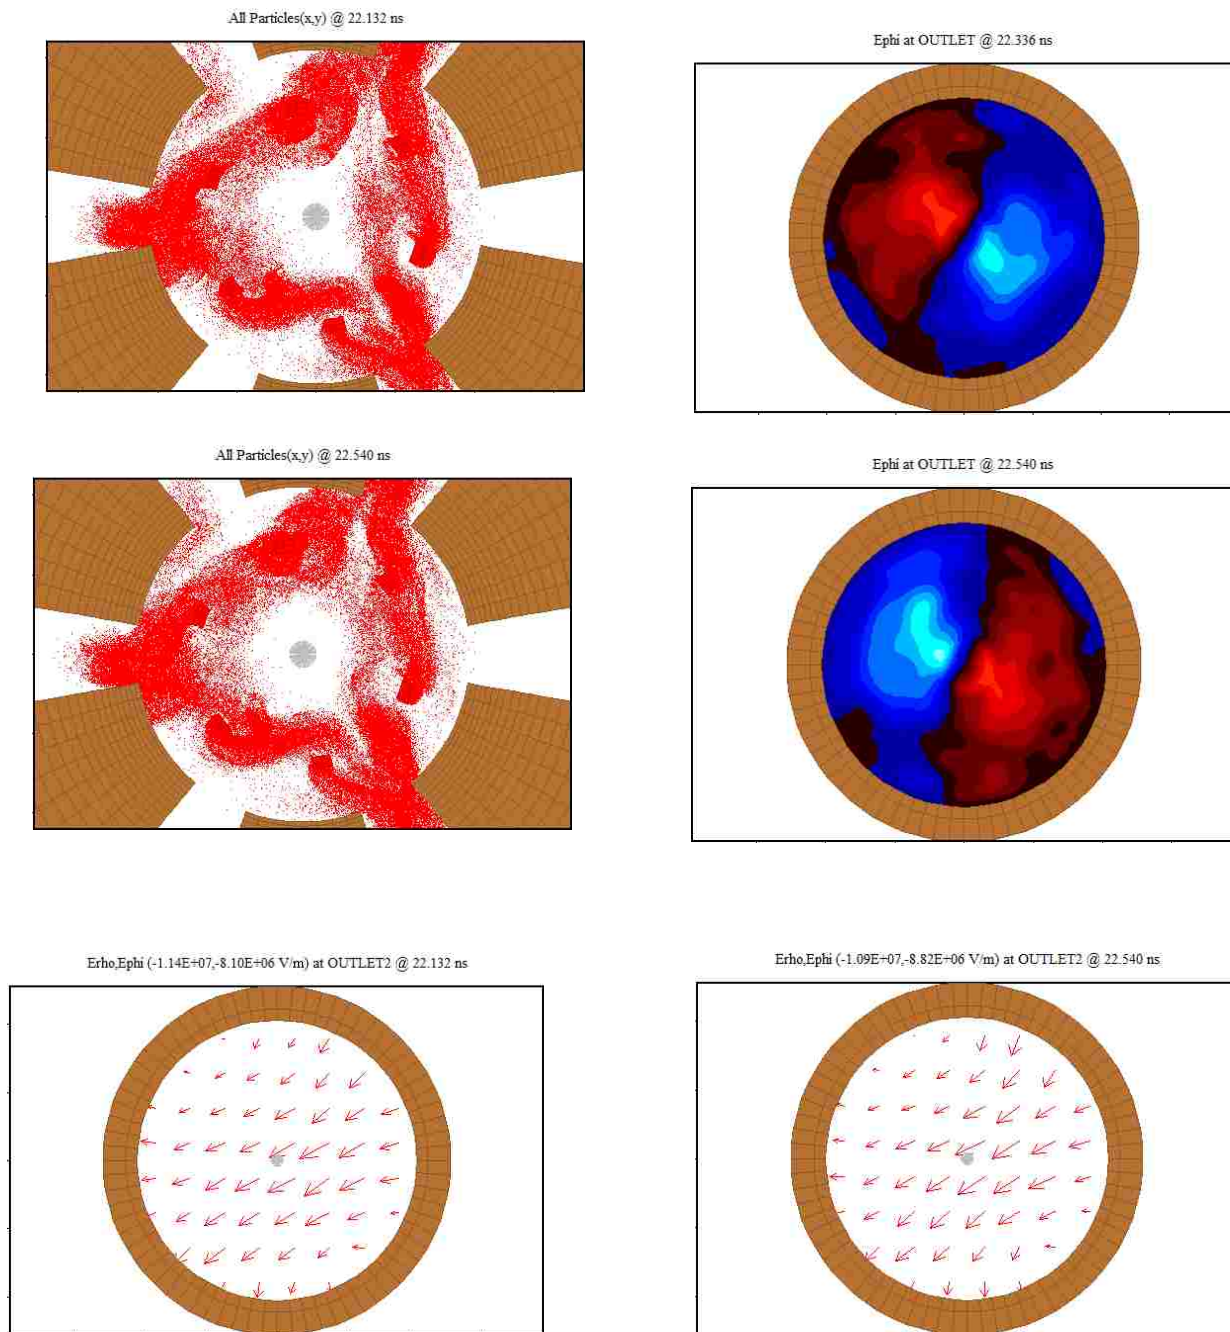 All Particles(x,y) @ 22.132 ns
Ephi at OUTLET @ 22.336 ns
All Particles(x,y) @ 22.540 ns
Ephi at OUTLET @ 22.540 ns
Erho,Ephi (-1.14E+07,-8.10E+06 V/m) at OUTLET2 @ 22.132 ns
Erho,Ephi (-1.09E+07,-8.82E+06 V/m) at OUTLET2 @ 22.540 ns